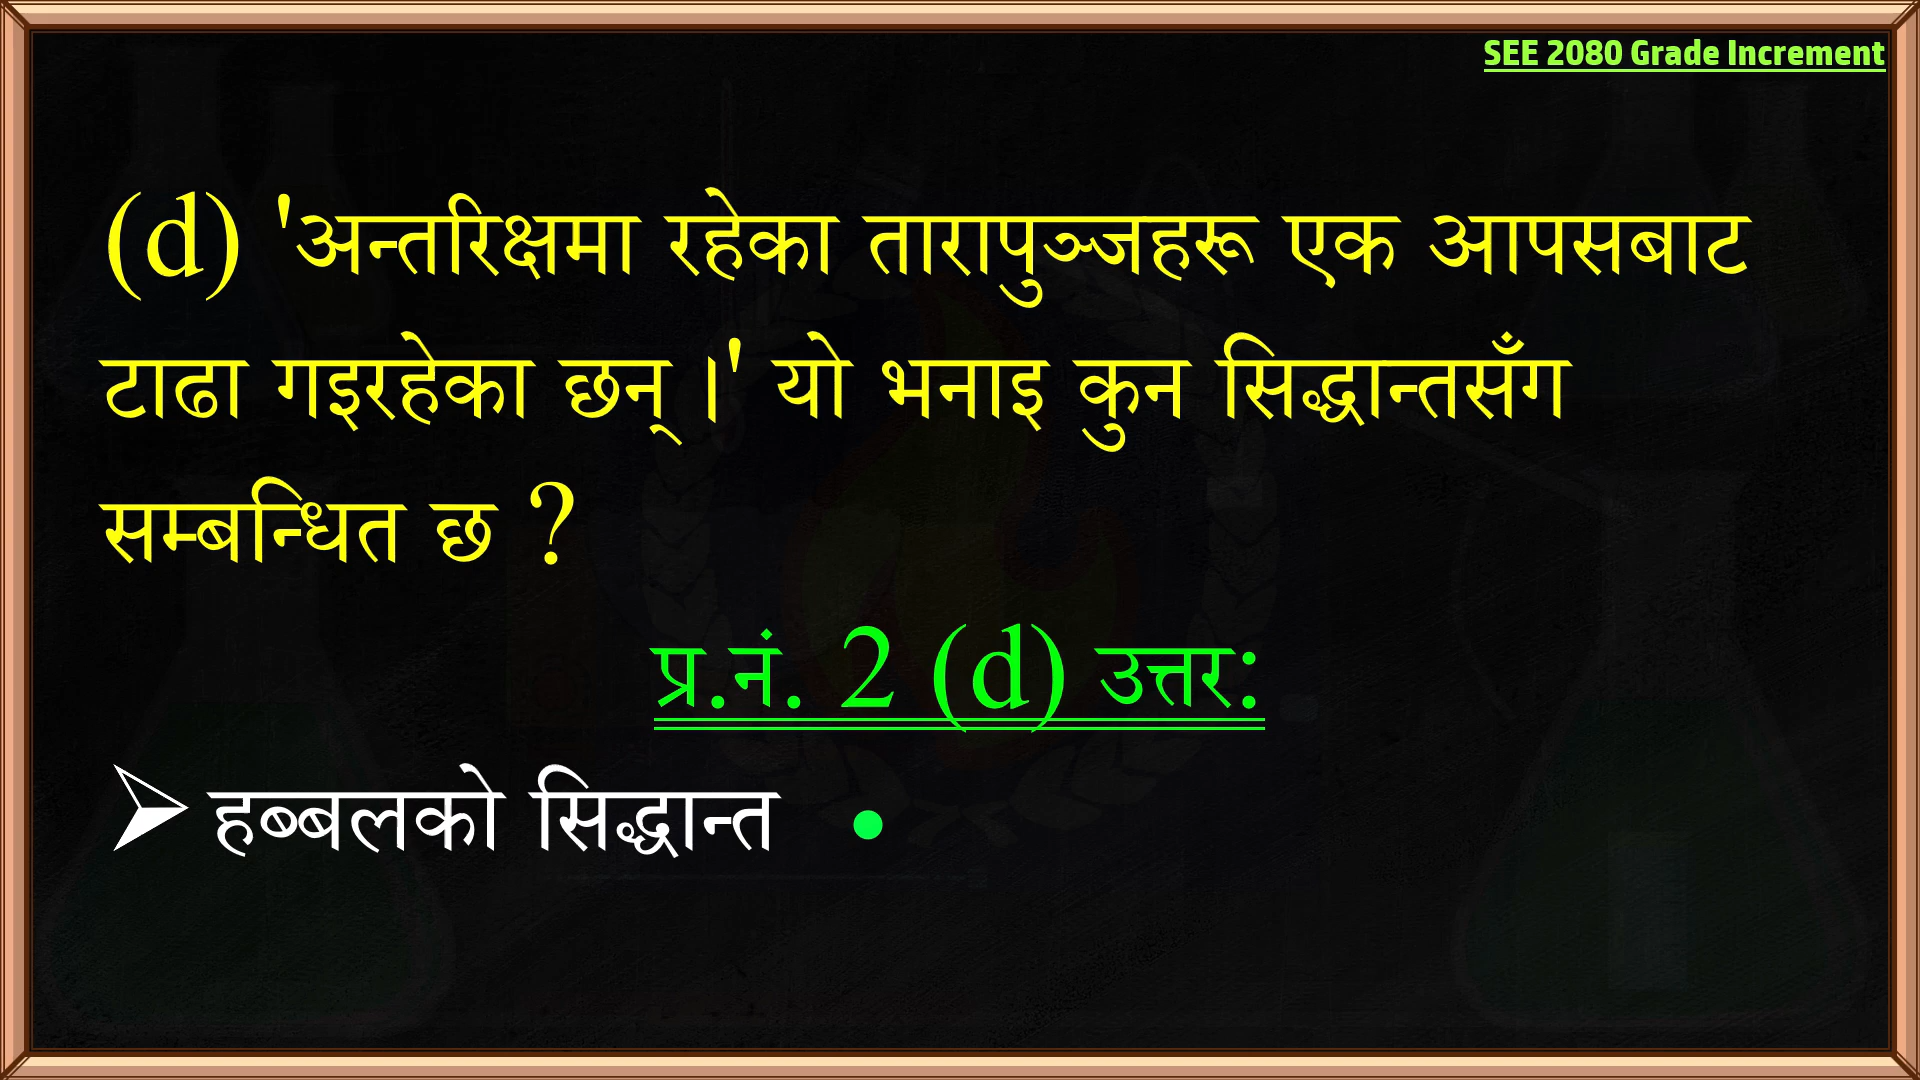 SEE 2080 Grade Increment
(d) 'अन्तरिक्षमा रहेका तारापुञ्जहरू एक आपसबाट
टाढा गइरहेका छन् ।' यो भनाइ कुन सिद्धान्तसँग
सम्बन्धित छ ?
प्र.नं. 2 (d) उत्तर:
➢ हब्बलको सिद्धान्त